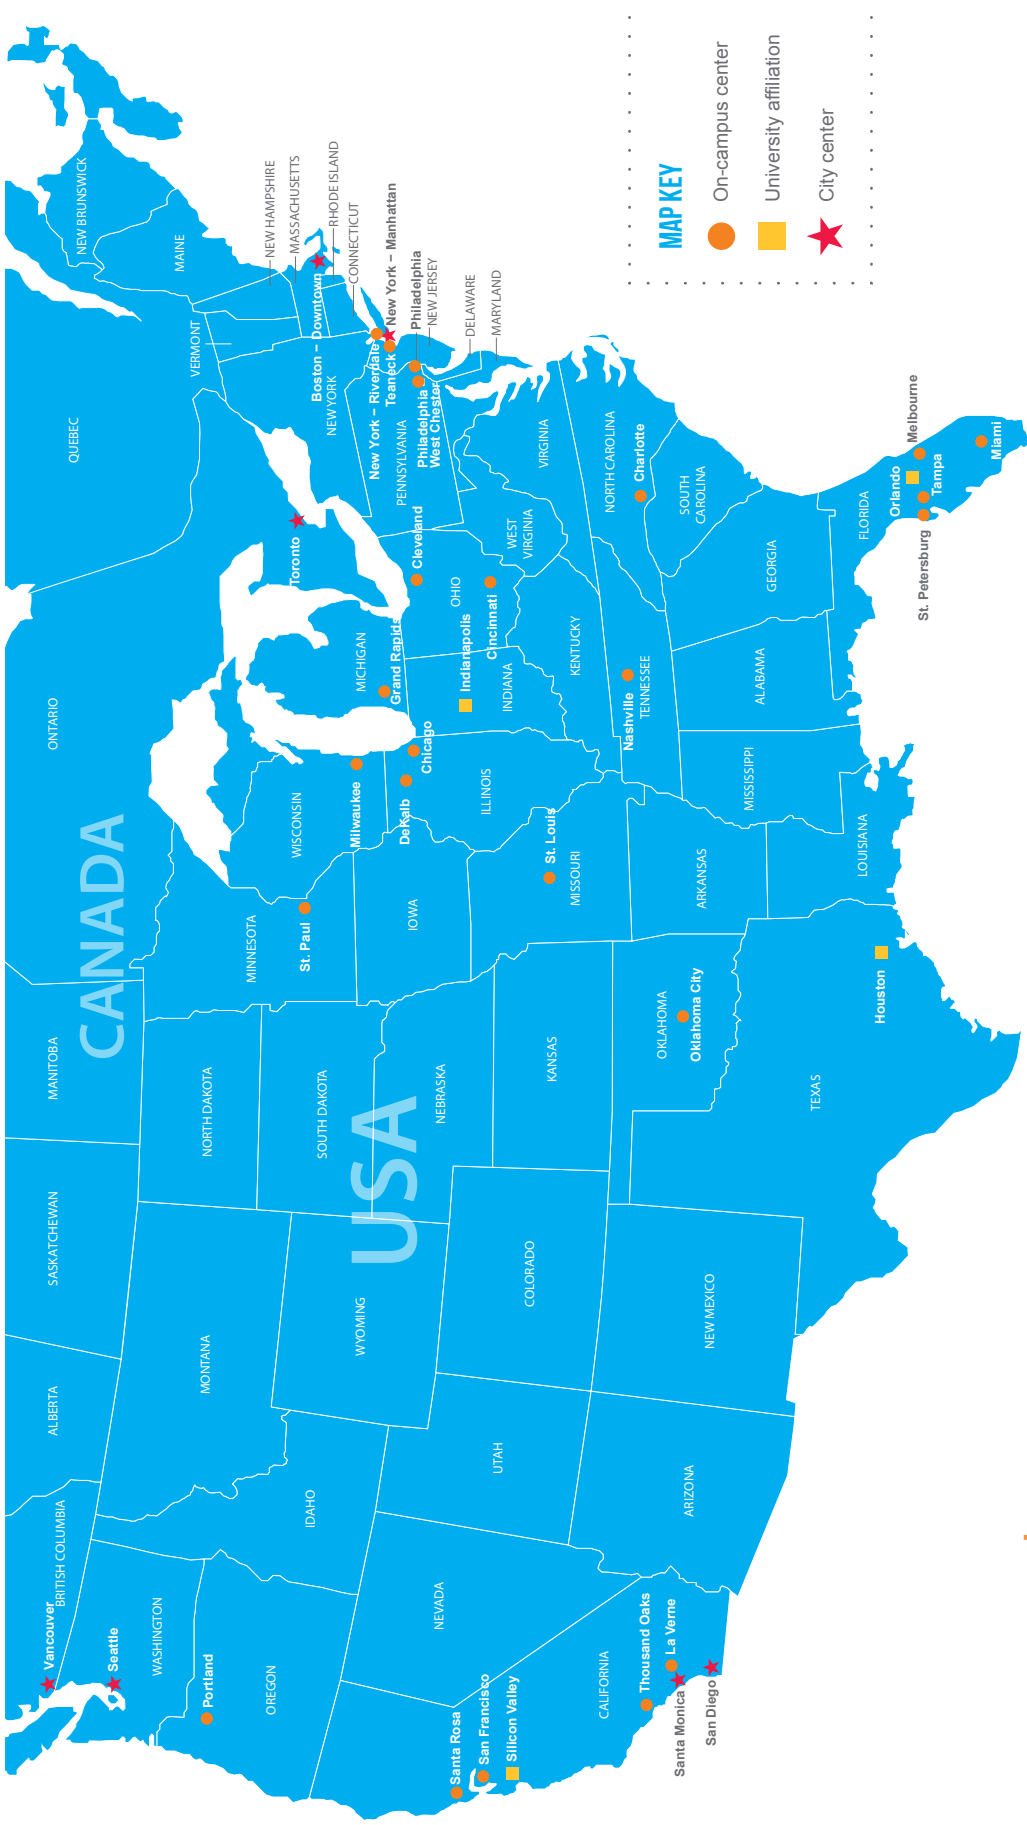 CANADA
USA
BRITISH COLUMBIA
ALBERTA
SASKATCHEWAN
MANITOBA
ONTARIO
QUEBEC
NEW BRUNSWICK
MAINE
VERMONT
NEW HAMPSHIRE
MASSACHUSETTS
RHODE ISLAND
CONNECTICUT
NEW YORK
PENNSYLVANIA
NEW JERSEY
DELAWARE
MARYLAND
WASHINGTON
OREGON
IDAHO
MONTANA
NORTH DAKOTA
SOUTH DAKOTA
MINNESOTA
WISCONSIN
MICHIGAN
WYOMING
NEBRASKA
IOWA
ILLINOIS
INDIANA
OHIO
WEST
VIRGINIA
VIRGINIA
NEVADA
UTAH
COLORADO
KANSAS
MISSOURI
KENTUCKY
CALIFORNIA
ARIZONA
NEW MEXICO
OKLAHOMA
ARKANSAS
TENNESSEE
NORTH CAROLINA
SOUTH
CAROLINA
TEXAS
LOUISIANA
MISSISSIPPI
ALABAMA
GEORGIA
FLORIDA
Vancouver
Seattle
Portland
Santa Rosa
San Francisco
Silicon Valley
Thousand Oaks
La Verne
Santa Monica
San Diego
St. Paul
Milwaukee
DeKalb
Chicago
Grand Rapids
Indianapolis
Cincinnati
Cleveland
Toronto
Boston – Downtown
New York – Riverdale
New York – Manhattan
Teaneck
Philadelphia
Philadelphia
West Chester
St. Louis
Nashville
Charlotte
Oklahoma City
Houston
Orlando
Melbourne
Tampa
St. Petersburg
Miami
MAP KEY
On-campus center
University affiliation
City center